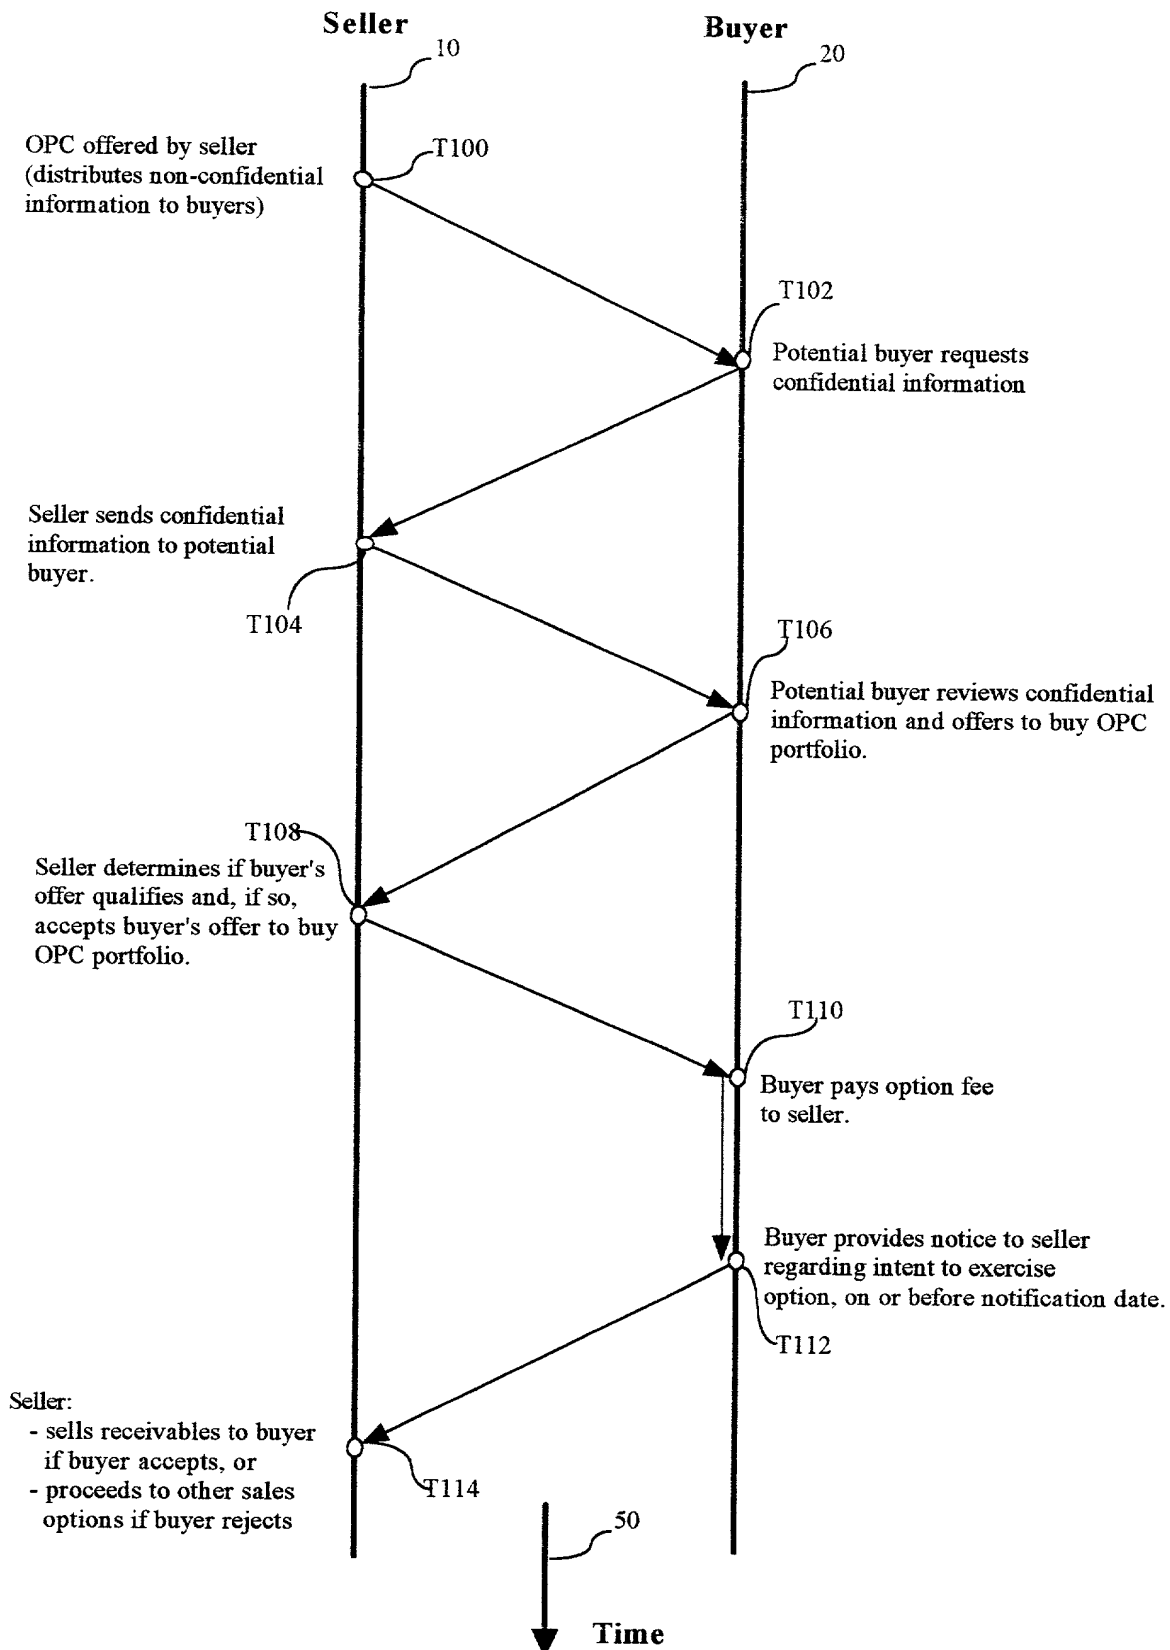 Seller
Buyer
10
20
OPC offered by seller
(distributes non-confidential
information to buyers)
T100
T102
Potential buyer requests
confidential information
Seller sends confidential
information to potential
buyer.
T104
T106
Potential buyer reviews confidential
information and offers to buy OPC
portfolio.
T108
Seller determines if buyer's
offer qualifies and, if so,
accepts buyer's offer to buy
OPC portfolio.
T110
Buyer pays option fee
to seller.
Buyer provides notice to seller
regarding intent to exercise
option, on or before notification date.
T112
Seller:
- sells receivables to buyer
if buyer accepts, or
- proceeds to other sales
options if buyer rejects
T114
50
Time